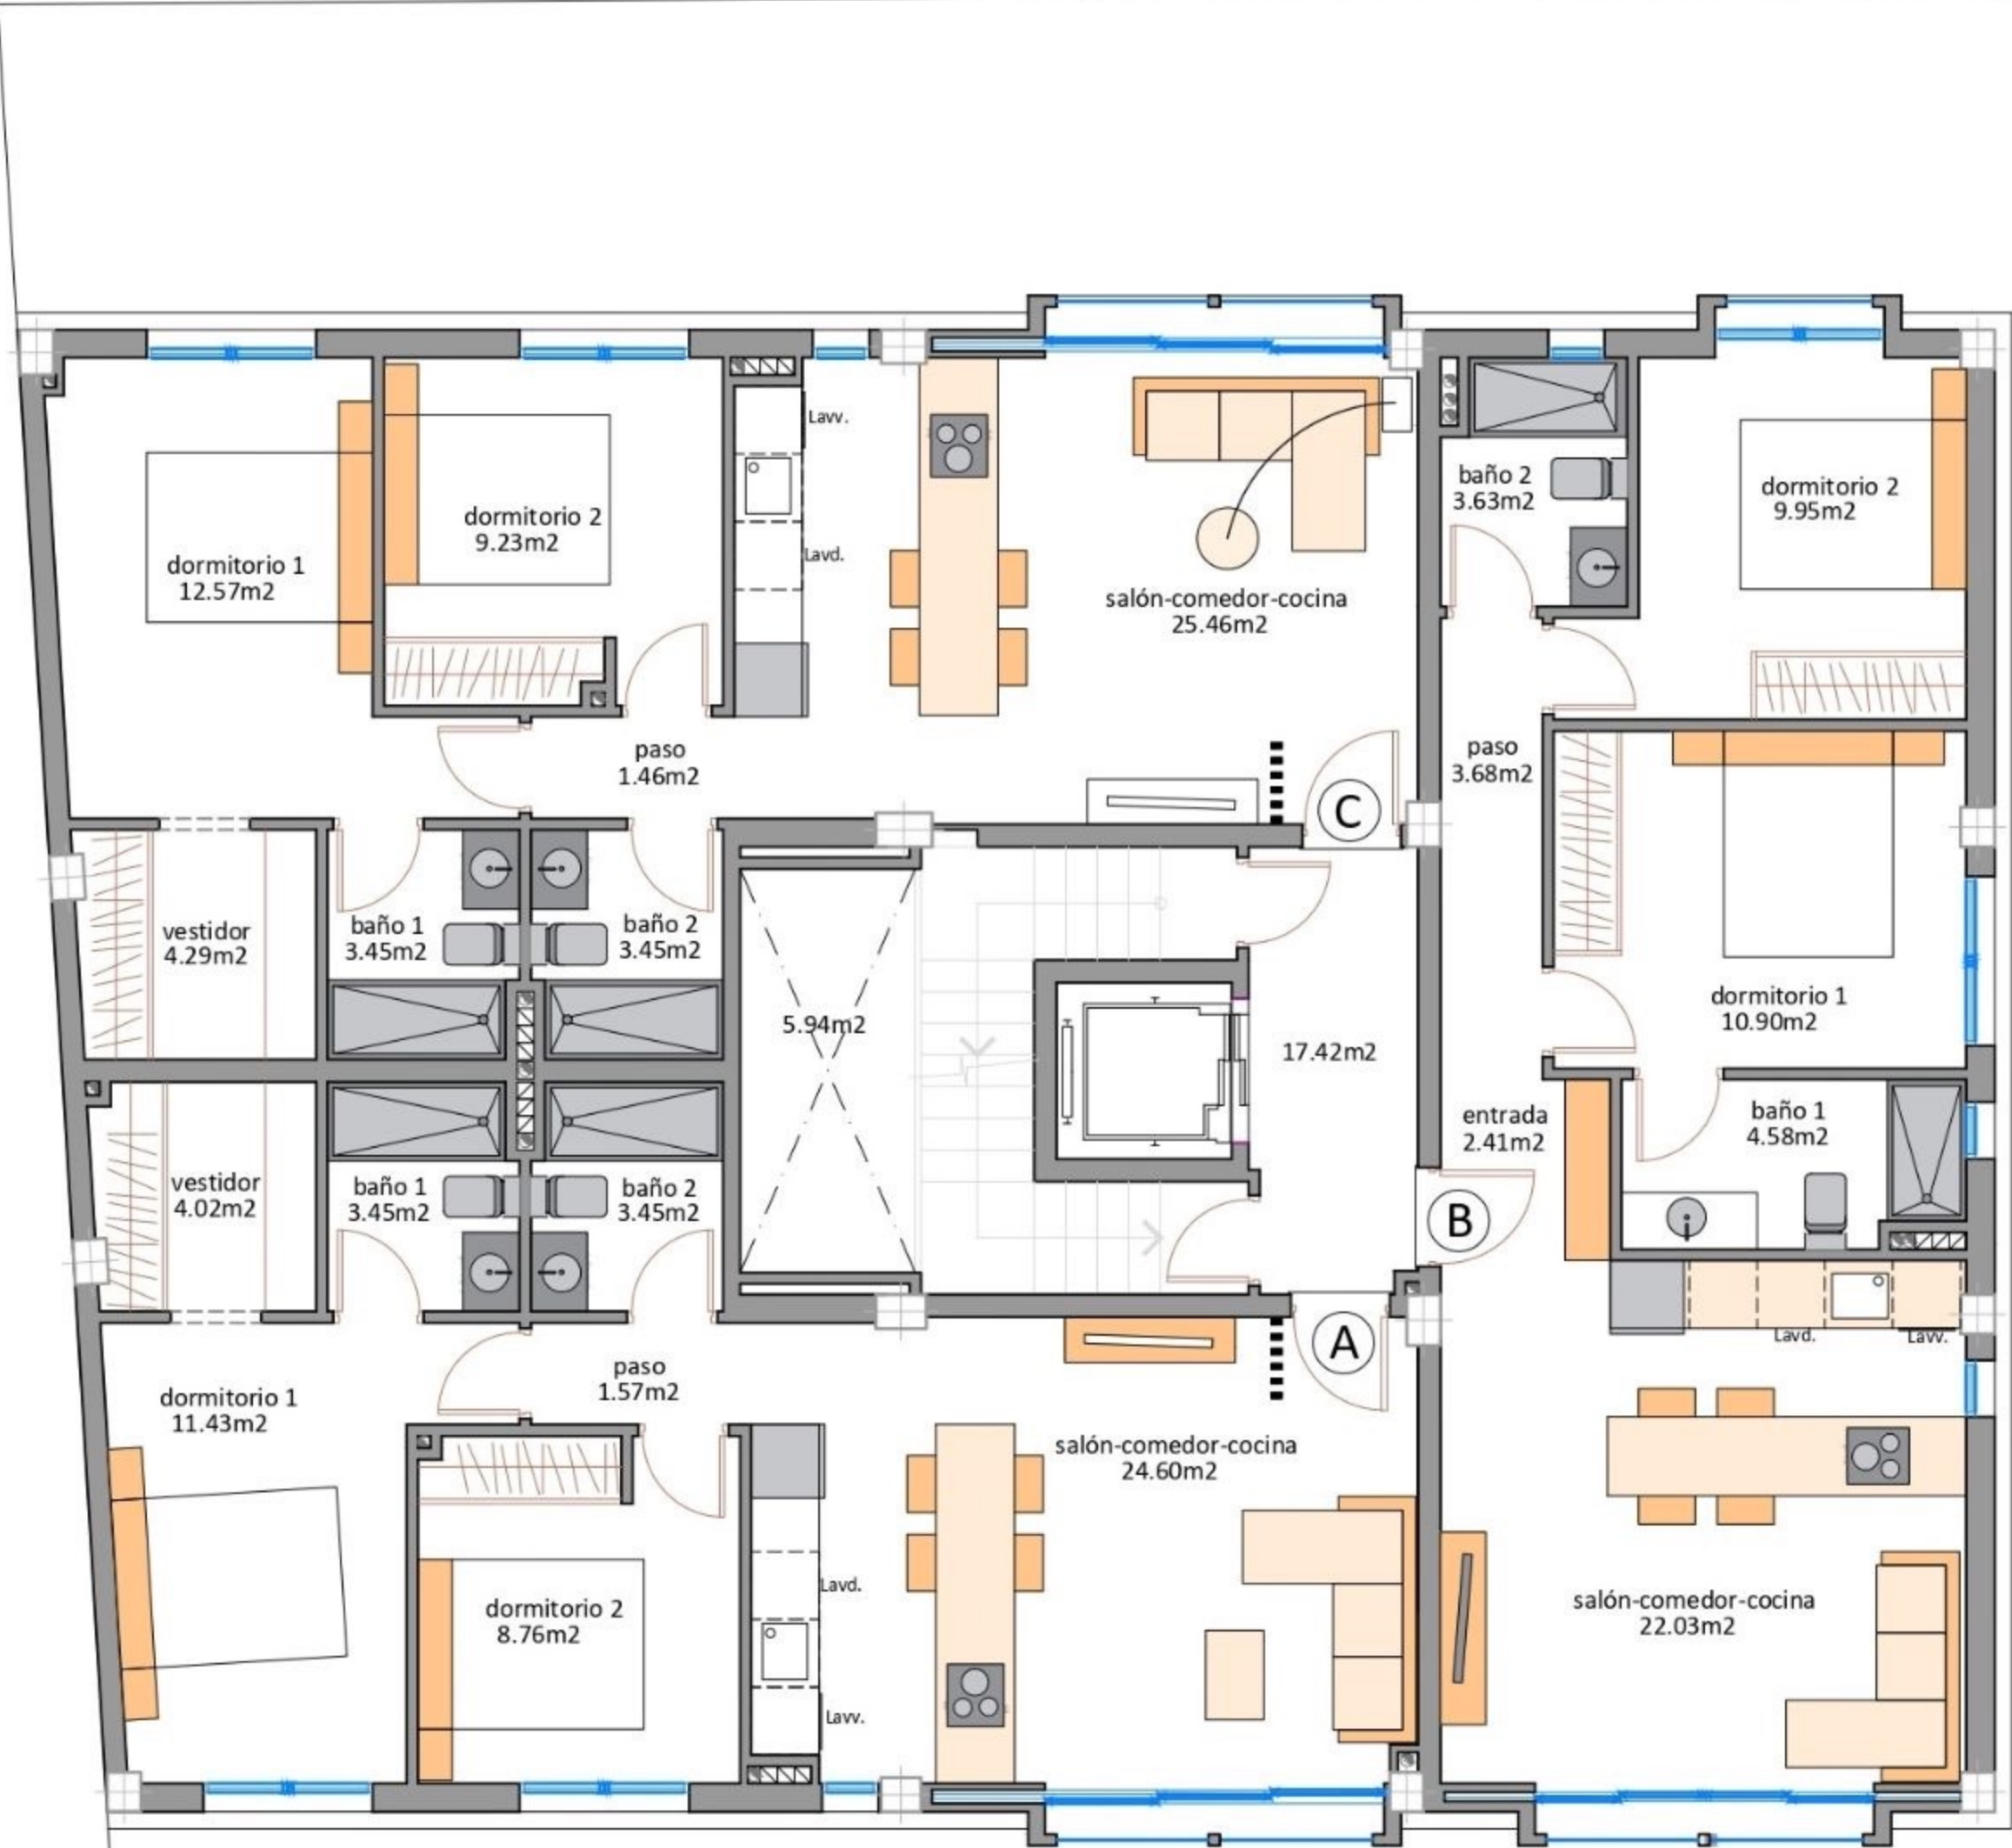 Lavv.
Lavd.
dormitorio 1
12.57m2
dormitorio 2
9.23m2
salón-comedor-cocina
25.46m2
baño 2
3.63m2
dormitorio 2
9.95m2
paso
1.46m2
paso
3.68m2
C
vestidor
4.29m2
baño 1
3.45m2
baño 2
3.45m2
5.94m2
17.42m2
dormitorio 1
10.90m2
entrada
2.41m2
baño 1
4.58m2
vestidor
4.02m2
baño 1
3.45m2
baño 2
3.45m2
B
A
Lavd.
Lavv.
dormitorio 1
11.43m2
paso
1.57m2
salón-comedor-cocina
24.60m2
dormitorio 2
8.76m2
Lavd.
Lavv.
salón-comedor-cocina
22.03m2